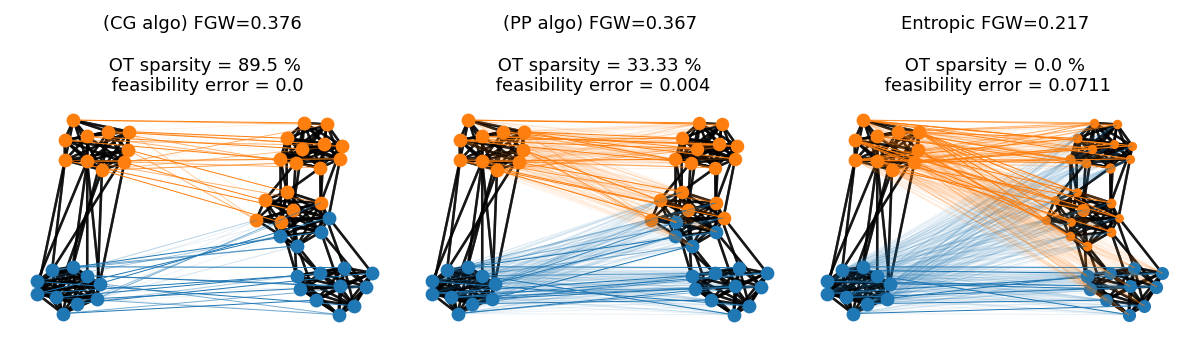 (CG algo) FGW=0.376
OT sparsity = 89.5 %
feasibility error = 0.0
(PP algo) FGW=0.367
OT sparsity = 33.33 %
feasibility error = 0.004
Entropic FGW=0.217
OT sparsity = 0.0 %
feasibility error = 0.0711